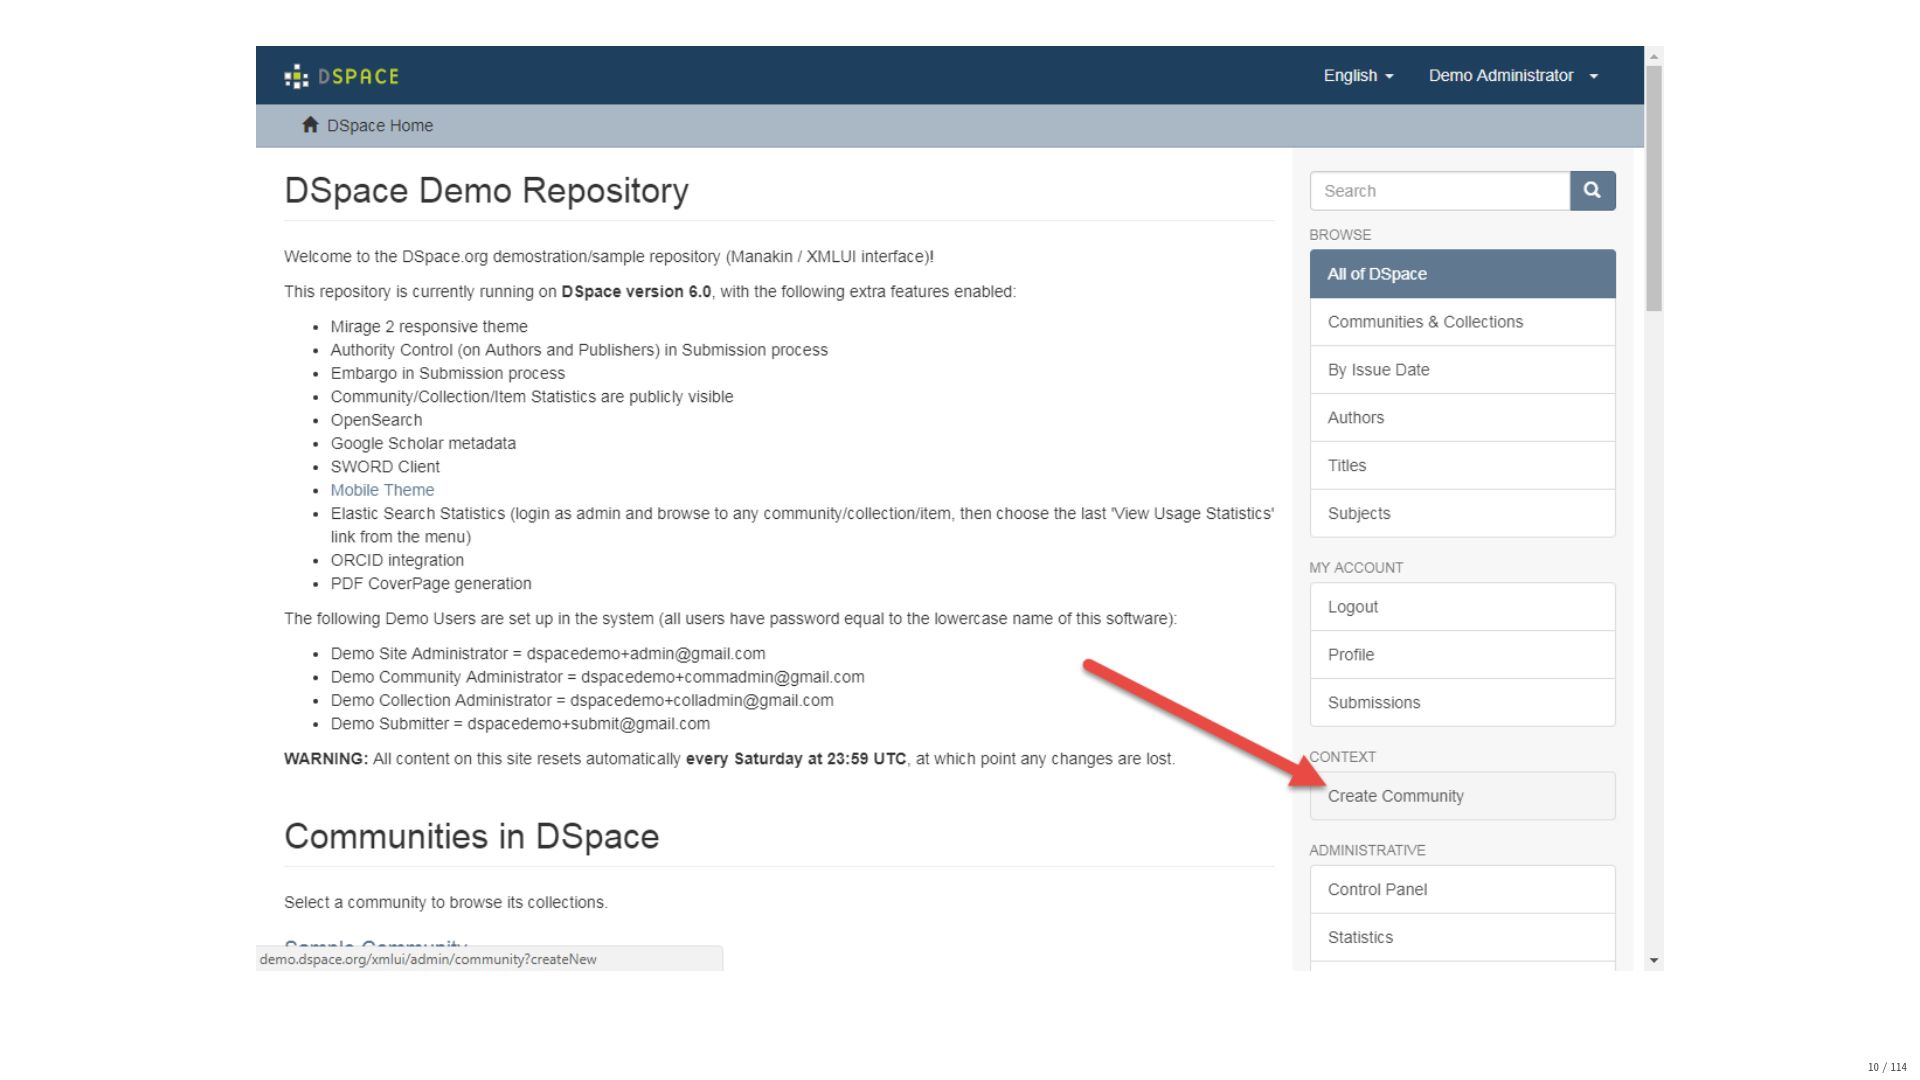 DSPACE
English
Demo Administrator
DSpace Home
DSpace Demo Repository
Welcome to the DSpace.org demostration/sample repository (Manakin / XMLUI interface)!
This repository is currently running on DSpace version 6.0, with the following extra features enabled:
Mirage 2 responsive theme
Authority Control (on Authors and Publishers) in Submission process
Embargo in Submission process
Community/Collection/Item Statistics are publicly visible
OpenSearch
Google Scholar metadata
SWORD Client
Mobile Theme
Elastic Search Statistics (login as admin and browse to any community/collection/item, then choose the last 'View Usage Statistics'
link from the menu)
ORCID integration
PDF CoverPage generation
The following Demo Users are set up in the system (all users have password equal to the lowercase name of this software):
Demo Site Administrator = dspacedemo+admin@gmail.com
Demo Community Administrator = dspacedemo+commadmin@gmail.com
Demo Collection Administrator = dspacedemo+colladmin@gmail.com
Demo Submitter = dspacedemo+submit@gmail.com
WARNING: All content on this site resets automatically every Saturday at 23:59 UTC, at which point any changes are lost.
Communities in DSpace
Select a community to browse its collections.
Sample Community
demo.dspace.org/xmlui/admin/community?createNew
Search
BROWSE
All of DSpace
Communities & Collections
By Issue Date
Authors
Titles
Subjects
MY ACCOUNT
Logout
Profile
Submissions
CONTEXT
Create Community
ADMINISTRATIVE
Control Panel
Statistics
10 / 114